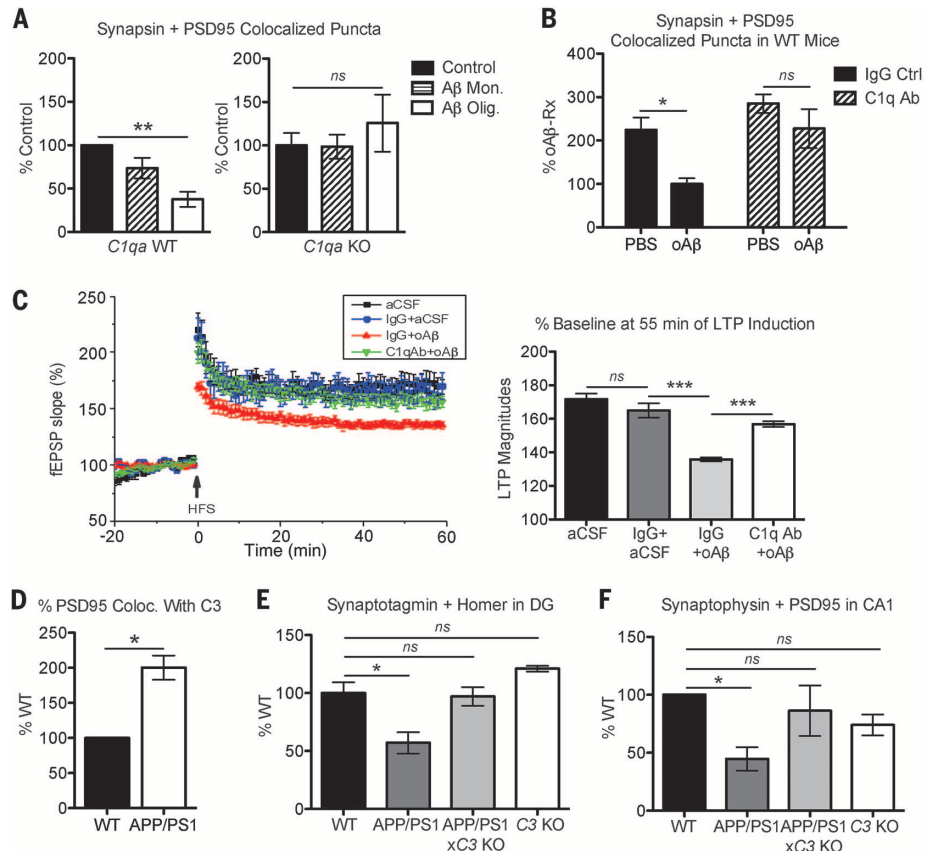 A
Synapsin + PSD95 Colocalized Puncta
% Control
150
100
50
0
**
C1qa WT
% Control
200
150
100
50
0
ns
C1qa KO
Control
Aβ Mon.
Aβ Olig.
B
Synapsin + PSD95
Colocalized Puncta in WT Mice
% oAβ-Rx
400
300
200
100
0
*
ns
PBS oAβ PBS oAβ
IgG Ctrl
C1q Ab
C
fEPSP slope (%)
250
200
150
100
50
aCSF
IgG+aCSF
IgG+oAβ
C1qAb+oAβ
HFS
-20 0 20 40 60
Time (min)
% Baseline at 55 min of LTP Induction
LTP Magnitudes
200
180
160
140
120
100
ns
***
***
aCSF IgG+ IgG C1q Ab
aCSF +oAβ +oAβ
D
% PSD95 Coloc. With C3
% WT
250
200
150
100
50
0
*
WT APP/PS1
E
Synaptotagmin + Homer in DG
% WT
150
100
50
0
ns
ns
*
WT APP/PS1 APP/PS1 C3 KO
xC3 KO
F
Synaptophysin + PSD95 in CA1
% WT
150
100
50
0
ns
ns
*
WT APP/PS1 APP/PS1 C3 KO
xC3 KO